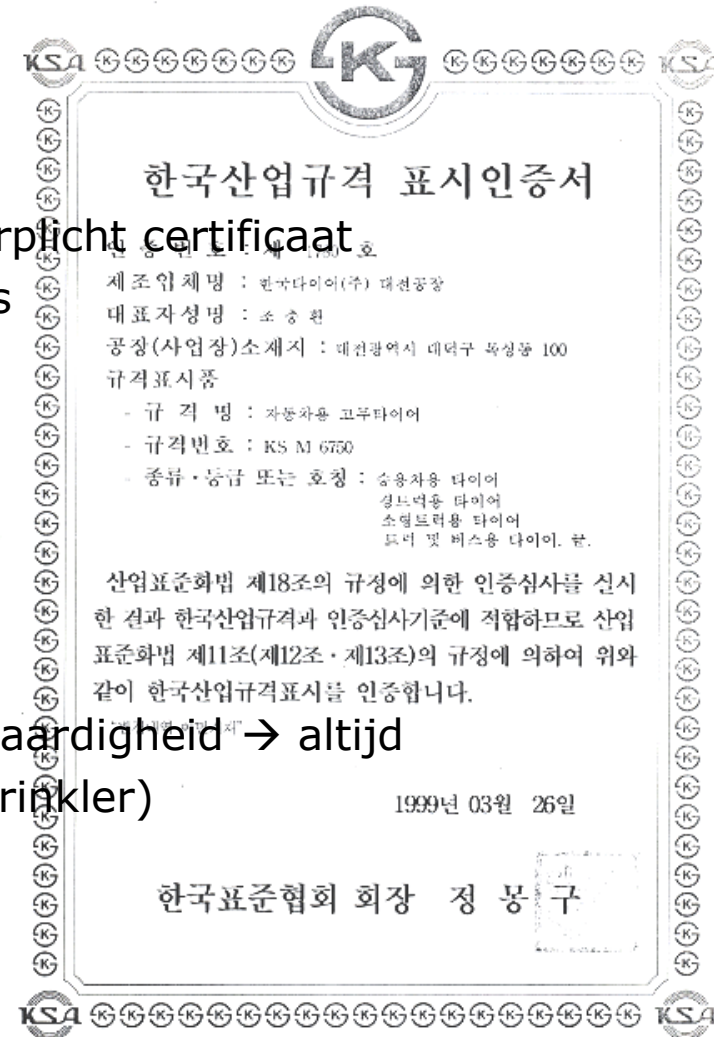 KSA KSA
한국산업규격 표시인증서
rplicht certificaat
인증번호 : 제 1750 호
s
제조업체명 : 한국타이어(주) 대전공장
대표자성명 : 조충환
공장(사업장)소재지 : 대전광역시 대덕구 목상동 100
규격표시품
- 규격명 : 자동차용 고무타이어
- 규격번호 : KS M 6750
- 종류·등급 또는 호칭 : 승용차용 타이어
경트럭용 타이어
소형트럭용 타이어
트럭 및 버스용 타이어. 끝.
산업표준화법 제18조의 규정에 의한 인증심사를 실시
한 결과 한국산업규격과 인증심사기준에 적합하므로 산업
표준화법 제11조(제12조·제13조)의 규정에 의하여 위와
같이 한국산업규격표시를 인증합니다.
aardigheid → altijd
rinkler)
1999년 03월 26일
한국표준협회 회장 정 몽 구
KSA KSA